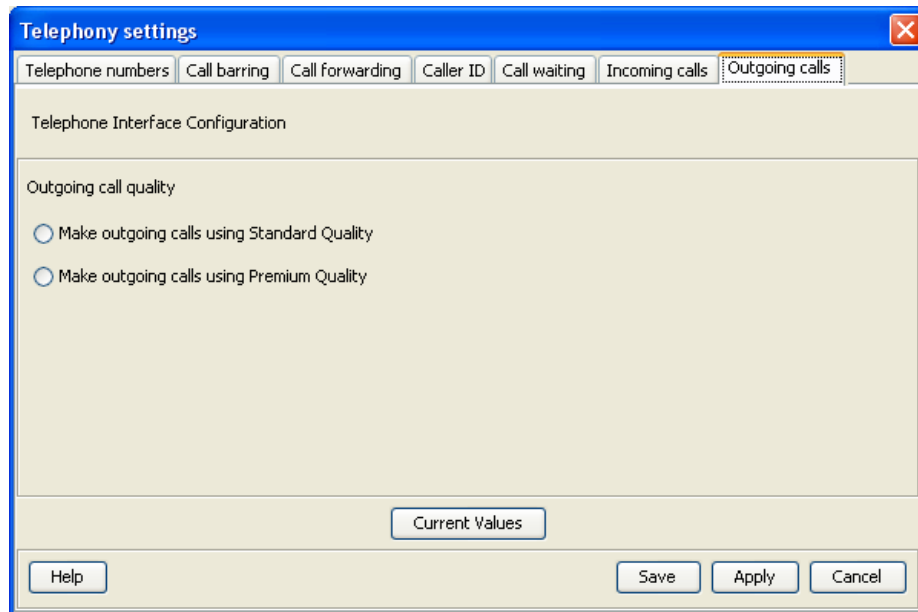 Telephony settings
Telephone numbers Call barring Call forwarding Caller ID Call waiting Incoming calls Outgoing calls
Telephone Interface Configuration
Outgoing call quality
Make outgoing calls using Standard Quality
Make outgoing calls using Premium Quality
Current Values
Help Save Apply Cancel